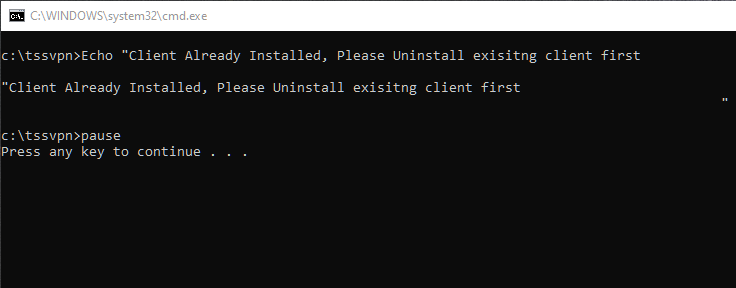 C:\WINDOWS\system32\cmd.exe
c:\tssvpn>Echo "Client Already Installed, Please Uninstall exisitng client first
"Client Already Installed, Please Uninstall exisitng client first
"
c:\tssvpn>pause
Press any key to continue . . .